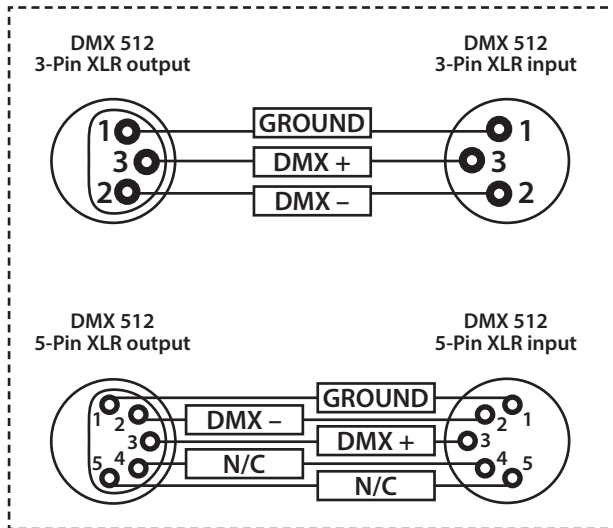 DMX 512
3-Pin XLR output
DMX 512
3-Pin XLR input
1
GROUND
1
3
DMX +
3
2
DMX –
2
DMX 512
5-Pin XLR output
DMX 512
5-Pin XLR input
GROUND
1
2
DMX –
2
1
3
DMX +
3
5
4
N/C
4
5
N/C